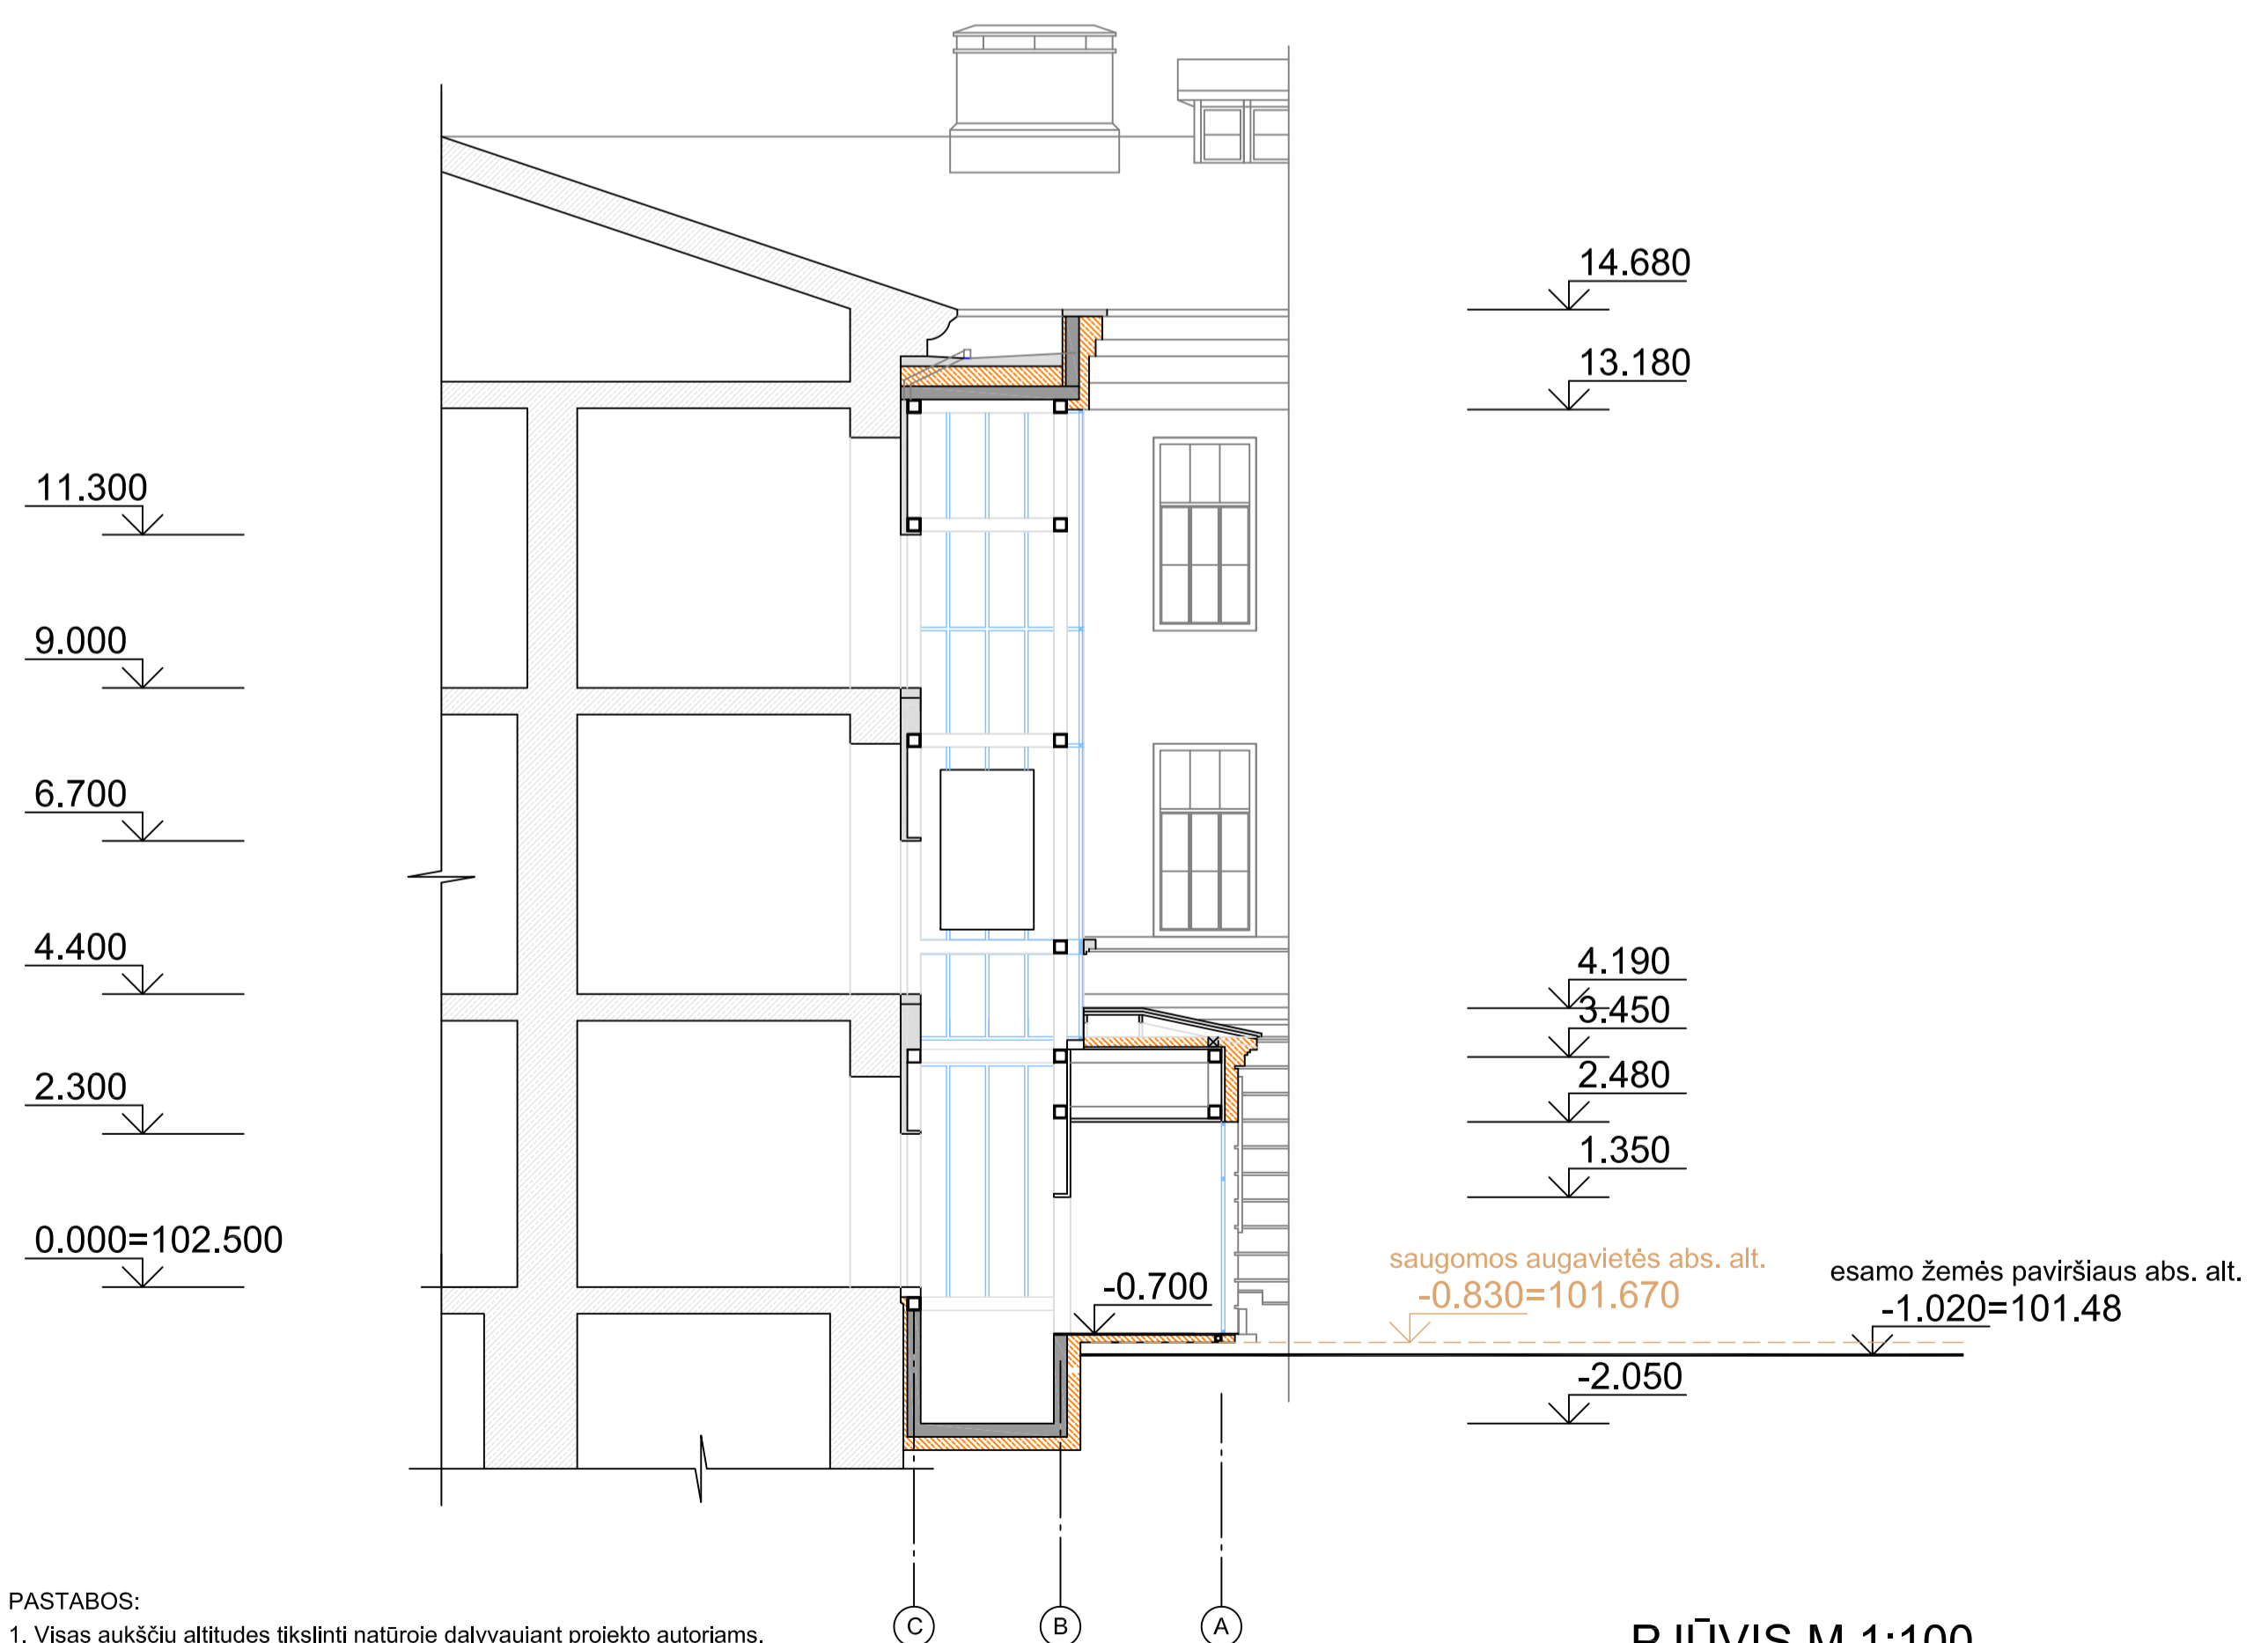 14.680
13.180
11.300
9.000
6.700
4.400
4.190
3.450
2.480
2.300
1.350
0.000=102.500
saugomos augavietės abs. alt.
-0.830=101.670
esamo žemės paviršiaus abs. alt.
-1.020=101.48
-0.700
-2.050
PASTABOS:
1. Visas aukščių altitudes tikslinti natūroje dalyvaujant projekto autoriams.
C B A
PJŪVIS M 1:100